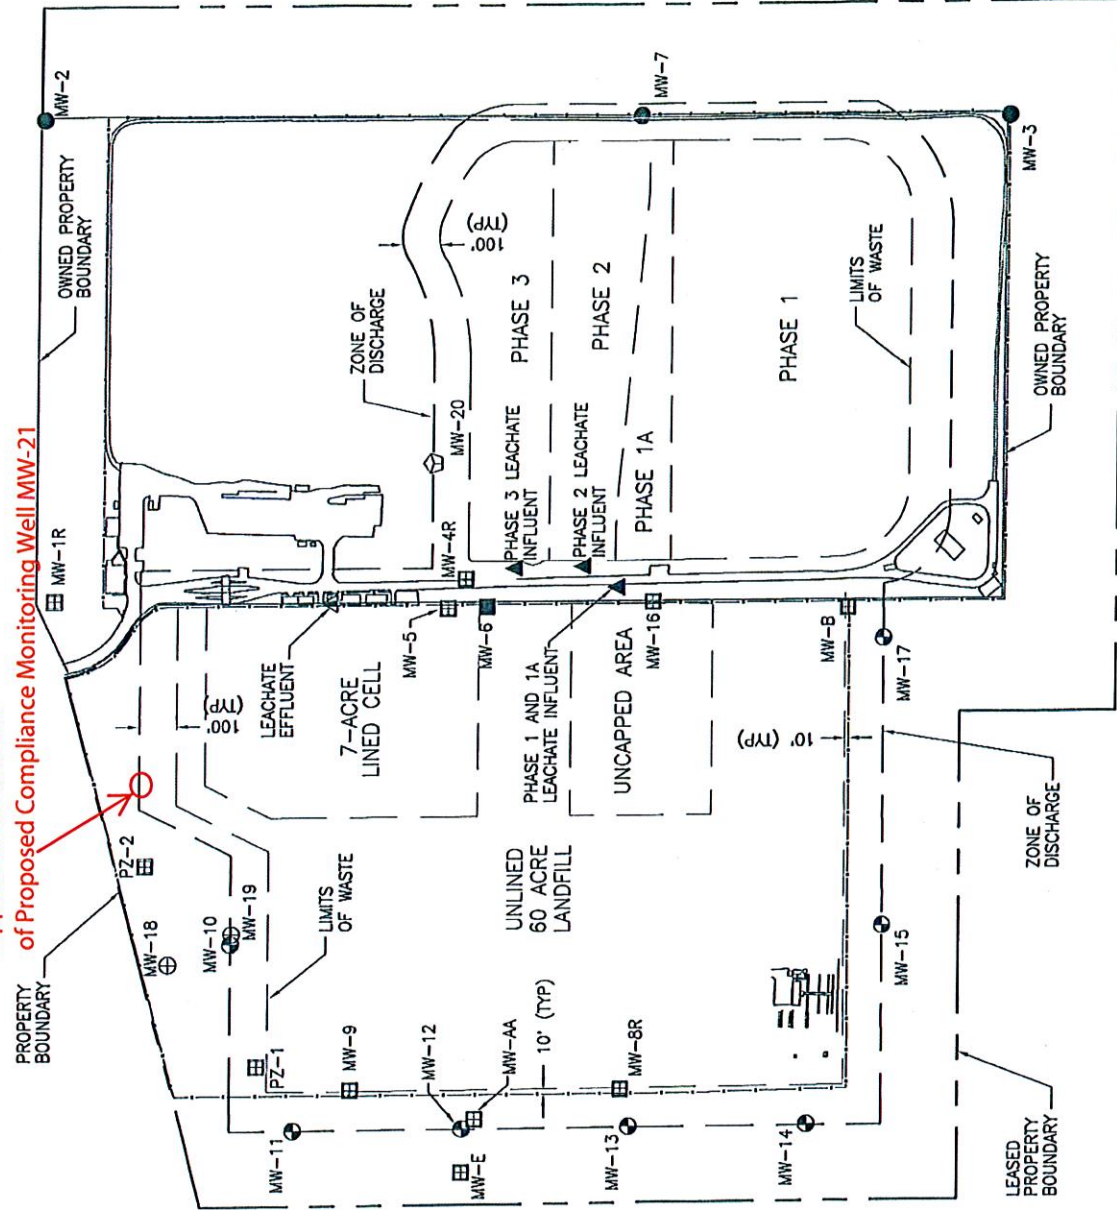 of Proposed Compliance Monitoring Well MW-21
PROPERTY
BOUNDARY
MW-18
PZ-2
MW-10
MW-19
PZ-1
LIMITS
OF WASTE
MW-9
MW-11
MW-12
MW-AA
MW-E
10' (TYP)
MW-8R
MW-13
MW-14
LEASED
PROPERTY
BOUNDARY
MW-15
UNLINED
60 ACRE
LANDFILL
100'
(TYP)
LEACHATE
EFFLUENT
7-ACRE
LINED CELL
MW-5
MW-6
PHASE 1 AND 1A
LEACHATE INFLUENT
UNCAPPED AREA
MW-16
10' (TYP)
MW-B
MW-17
ZONE OF
DISCHARGE
MW-1R
MW-4R
MW-20
ZONE OF
DISCHARGE
PHASE 3 LEACHATE
INFLUENT
PHASE 2 LEACHATE
INFLUENT
PHASE 1A
PHASE 3
PHASE 2
PHASE 1
100'
(TYP)
LIMITS
OF WASTE
OWNED PROPERTY
BOUNDARY
OWNED PROPERTY
BOUNDARY
MW-2
MW-7
MW-3